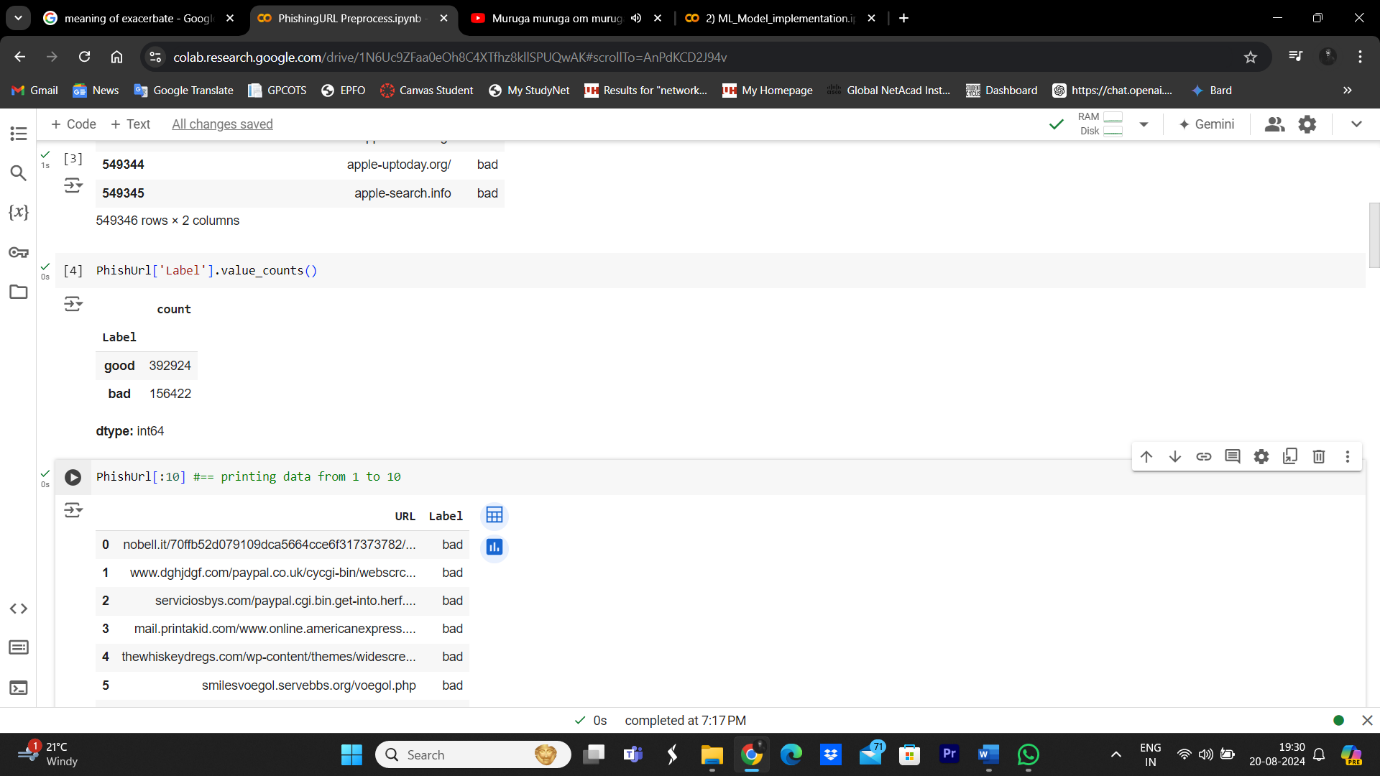 meaning of exacerbate - Googl
PhishingURL Preprocess.ipynb -
Muruga muruga om murug
2) ML_Model_implementation.i
colab.research.google.com/drive/1N6Uc9ZFaa0eOh8C4XTfhz8kllSPUQwAK#scrollTo=AnPdKCD2J94v
Gmail News Google Translate GPCOTS EPFO Canvas Student My StudyNet Results for "network... My Homepage Global NetAcad Inst... Dashboard https://chat.openai.... Bard »
+ Code + Text All changes saved
RAM
Disk
Gemini
1s [3] 549344 apple-uptoday.org/ bad
549345 apple-search.info bad
549346 rows × 2 columns
0s [4] PhishUrl['Label'].value_counts()
count
Label
good 392924
bad 156422
dtype: int64
0s PhishUrl[:10] #== printing data from 1 to 10
URL Label
0 nobell.it/70ffb52d079109dca5664cce6f317373782/... bad
1 www.dghjdgf.com/paypal.co.uk/cycgi-bin/webscrc... bad
2 serviciosbys.com/paypal.cgi.bin.get-into.herf.... bad
3 mail.printakid.com/www.online.americanexpress.... bad
4 thewhiskeydregs.com/wp-content/themes/widescre... bad
5 smilesvoegol.servebbs.org/voegol.php bad
{x}
0s completed at 7:17 PM
1 21°C
Windy
Search
71
Pr
ENG
IN
19:30
20-08-2024
PRE